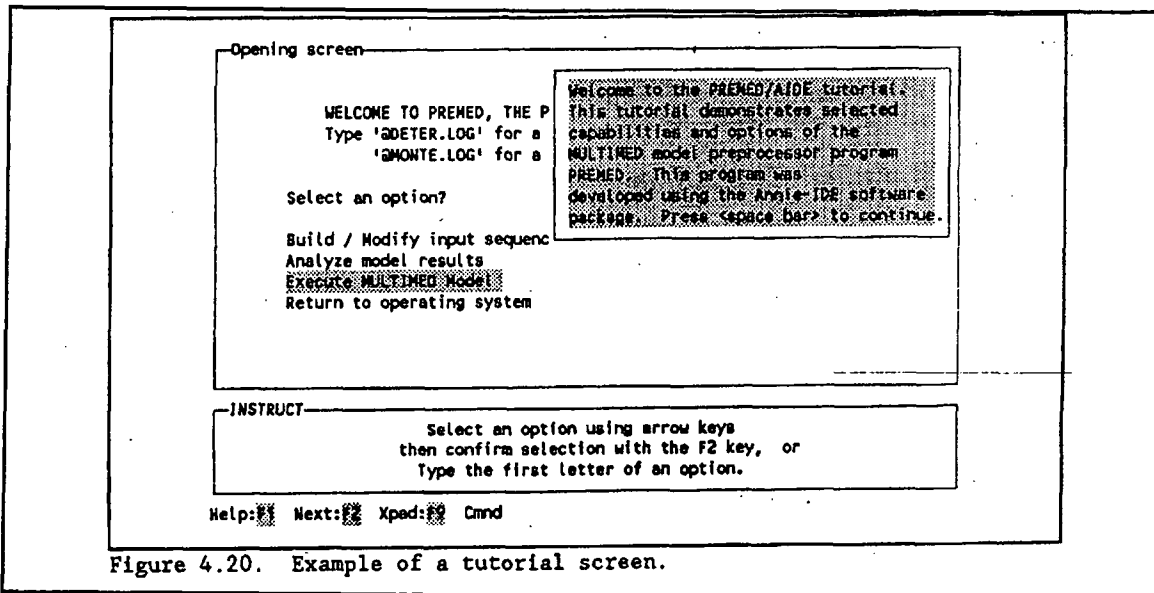 Opening screen
WELCOME TO PREMED, THE P
Type '@DETER.LOG' for a
'@MONTE.LOG' for a
Welcome to the PREMED/AIDE tutorial.
This tutorial demonstrates selected
capabilities and options of the
MULTIMED model preprocessor program
PREMED. This program was
developed using the Annie-IDE software
package. Press <space bar> to continue.
Select an option?
Build / Modify input sequenc
Analyze model results
Execute MULTIMED Model
Return to operating system
INSTRUCT
Select an option using arrow keys
then confirm selection with the F2 key, or
Type the first letter of an option.
Help:F1 Next:F2 Xpad:F9 Cmnd
Figure 4.20. Example of a tutorial screen.